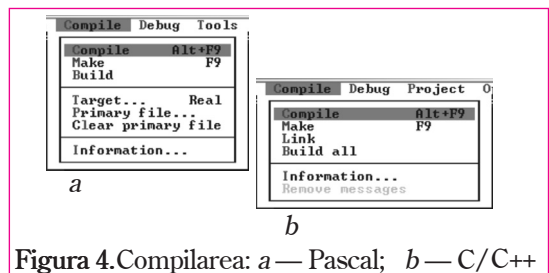 Compile Debug Tools
Compile Alt+F9
Make F9
Build
Target... Real
Primary file...
Clear primary file
Information...
a
Compile Debug Project O
Compile Alt+F9
Make F9
Link
Build all
Information...
Remove messages
b
Figura 4.Compilarea: a — Pascal; b — C/C++